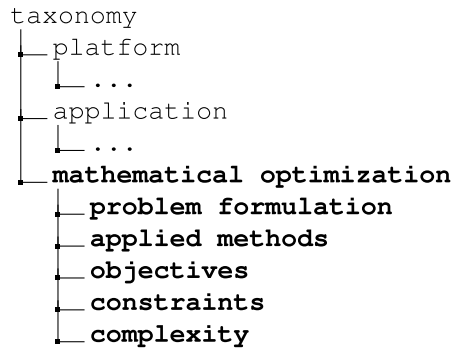 taxonomy
platform
...
application
...
mathematical optimization
problem formulation
applied methods
objectives
constraints
complexity